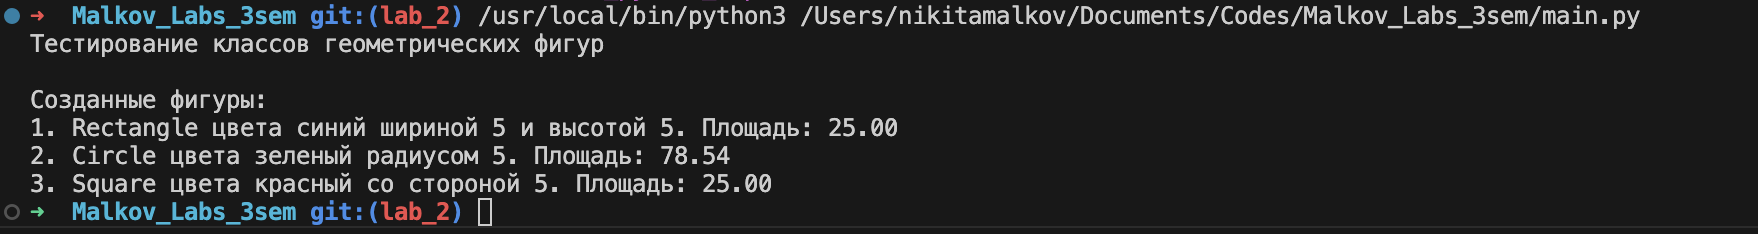 ➜ Malkov_Labs_3sem git:(lab_2) /usr/local/bin/python3 /Users/nikitamalkov/Documents/Codes/Malkov_Labs_3sem/main.py
Тестирование классов геометрических фигур
Созданные фигуры:
1. Rectangle цвета синий шириной 5 и высотой 5. Площадь: 25.00
2. Circle цвета зеленый радиусом 5. Площадь: 78.54
3. Square цвета красный со стороной 5. Площадь: 25.00
➜ Malkov_Labs_3sem git:(lab_2)